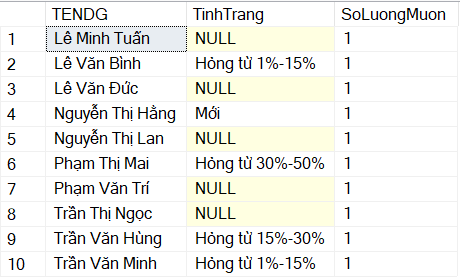 TENDG TinhTrang SoLuongMuon
1 Lê Minh Tuấn NULL 1
2 Lê Văn Bình Hỏng từ 1%-15% 1
3 Lê Văn Đức NULL 1
4 Nguyễn Thị Hằng Mới 1
5 Nguyễn Thị Lan NULL 1
6 Phạm Thị Mai Hỏng từ 30%-50% 1
7 Phạm Văn Trí NULL 1
8 Trần Thị Ngọc NULL 1
9 Trần Văn Hùng Hỏng từ 15%-30% 1
10 Trần Văn Minh Hỏng từ 1%-15% 1